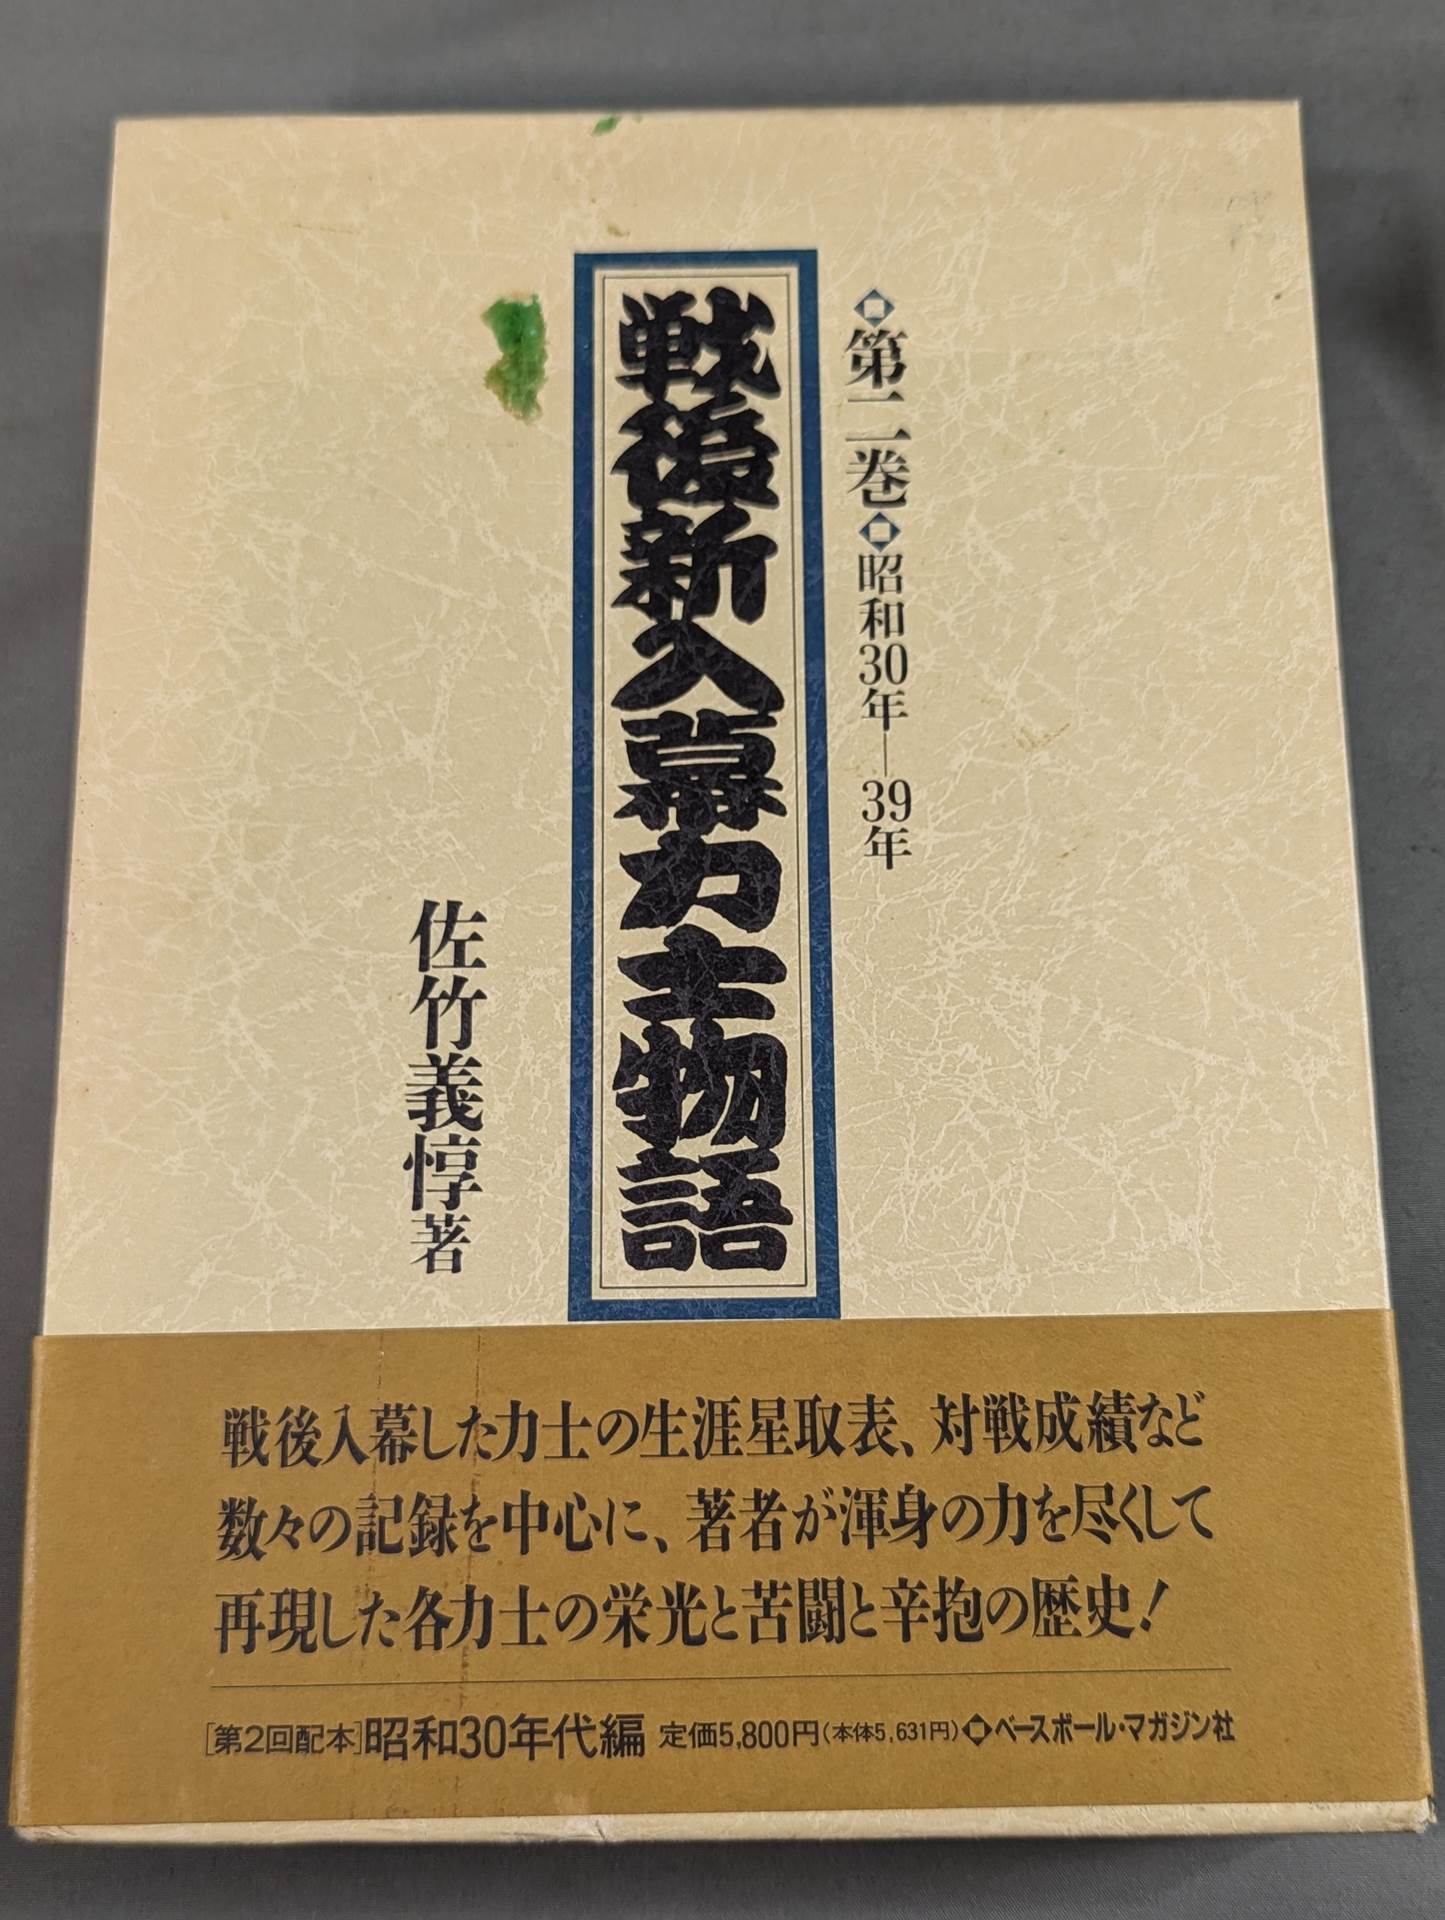 第二巻 昭和30年―39年
戦後新入幕力士物語
佐竹義惇著
戦後入幕した力士の生涯星取表、対戦成績など
数々の記録を中心に、著者が渾身の力を尽くして
再現した各力士の栄光と苦闘と辛抱の歴史!
[第2回配本]昭和30年代編 定価5,800円(本体5,631円) ベースボール・マガジン社